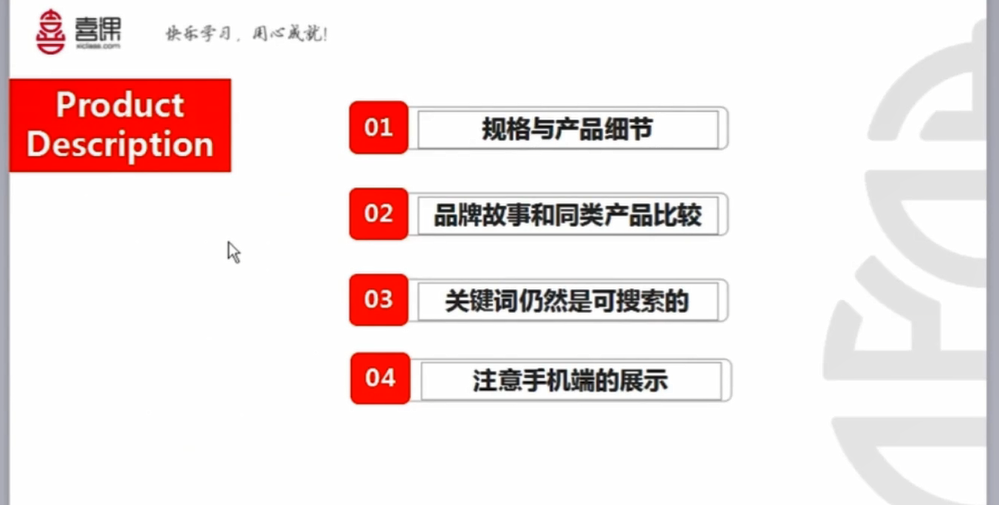 喜课
xiclass.com
快乐学习，用心成就！
Product
Description
01 规格与产品细节
02 品牌故事和同类产品比较
03 关键词仍然是可搜索的
04 注意手机端的展示